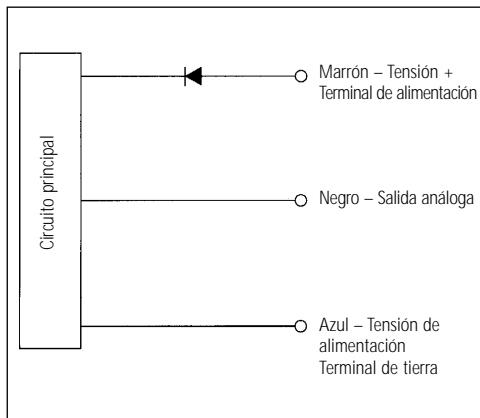 Circuito principal
Marrón – Tensión +
Terminal de alimentación
Negro – Salida análoga
Azul – Tensión de
alimentación
Terminal de tierra